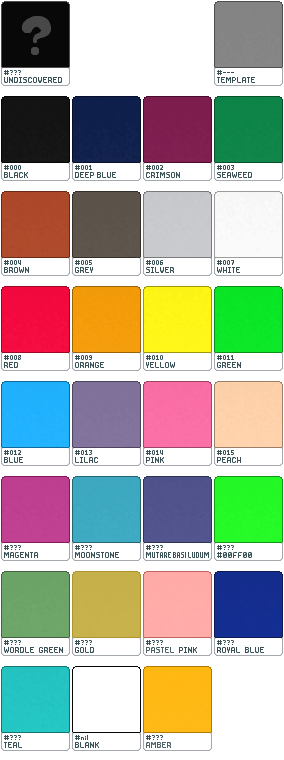 ?
#???
UNDISCOVERED
#---
TEMPLATE
#000
BLACK
#001
DEEP BLUE
#002
CRIMSON
#003
SEAWEED
#004
BROWN
#005
GREY
#006
SILVER
#007
WHITE
#008
RED
#009
ORANGE
#010
YELLOW
#011
GREEN
#012
BLUE
#013
LILAC
#014
PINK
#015
PEACH
#???
MAGENTA
#???
MOONSTONE
#???
MUTAREBASILUDUM
#???
#00FF00
#???
WORDLE GREEN
#???
GOLD
#???
PASTEL PINK
#???
ROYAL BLUE
#???
TEAL
#nil
BLANK
#???
AMBER